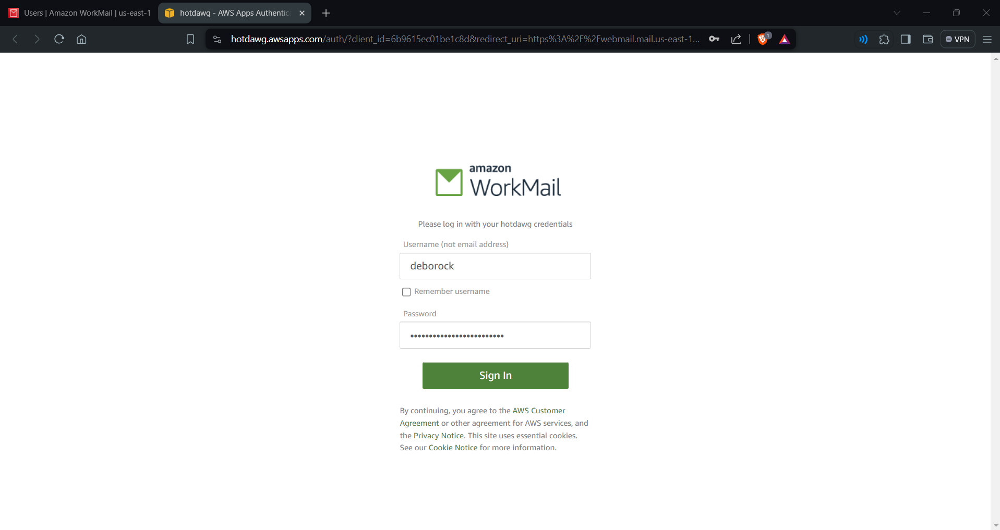 Users | Amazon WorkMail | us-east-1
hotdawg - AWS Apps Authentic
hotdawg.awsapps.com/auth/?client_id=6b9615ec01be1c8d&redirect_uri=https%3A%2F%2Fwebmail.mail.us-east-1...
1
VPN
amazon
WorkMail
Please log in with your hotdawg credentials
Username (not email address)
deborock
Remember username
Password
•••••••••••••••••••••••••
Sign In
By continuing, you agree to the AWS Customer
Agreement or other agreement for AWS services, and
the Privacy Notice. This site uses essential cookies.
See our Cookie Notice for more information.